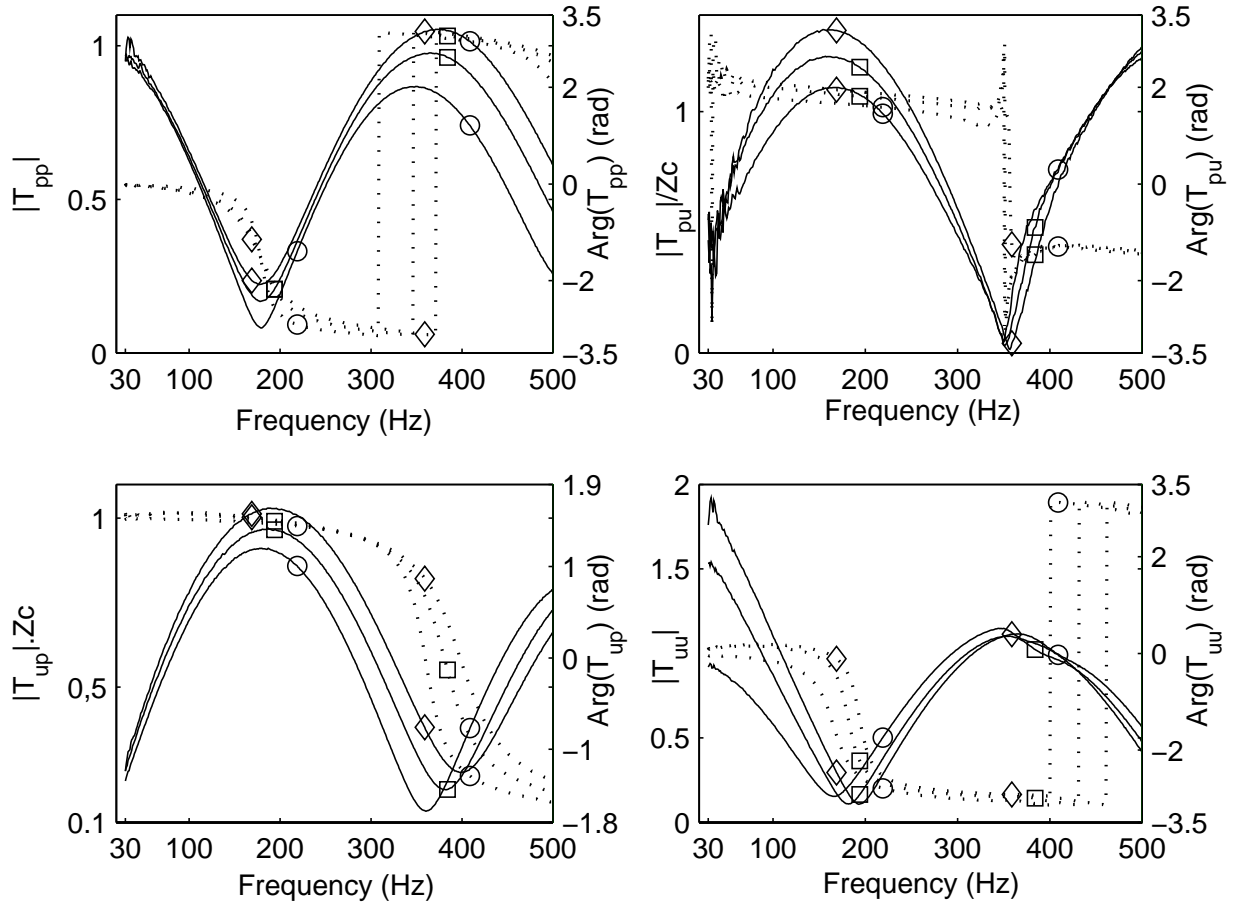 1
0.5
0
|T_pp|
3.5
2
0
−2
−3.5
Arg(T_pp) (rad)
30 100 200 300 400 500
Frequency (Hz)
1
0
|T_pu|/Zc
3.5
2
0
−2
−3.5
Arg(T_pu) (rad)
30 100 200 300 400 500
Frequency (Hz)
1
0,5
0.1
|T_up|.Zc
1.9
1
0
−1
−1.8
Arg(T_up) (rad)
30 100 200 300 400 500
Frequency (Hz)
2
1.5
1
0.5
0
|T_uu|
3.5
2
0
−2
−3.5
Arg(T_uu) (rad)
30 100 200 300 400 500
Frequency (Hz)